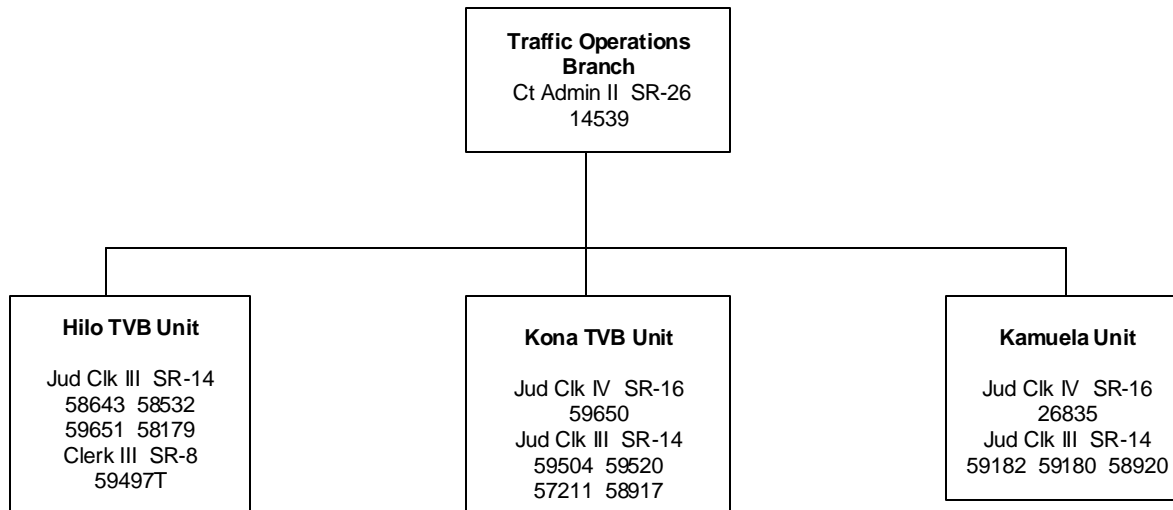 Traffic Operations
Branch
Ct Admin II SR-26
14539
Hilo TVB Unit
Jud Clk III SR-14
58643 58532
59651 58179
Clerk III SR-8
59497T
Kona TVB Unit
Jud Clk IV SR-16
59650
Jud Clk III SR-14
59504 59520
57211 58917
Kamuela Unit
Jud Clk IV SR-16
26835
Jud Clk III SR-14
59182 59180 58920